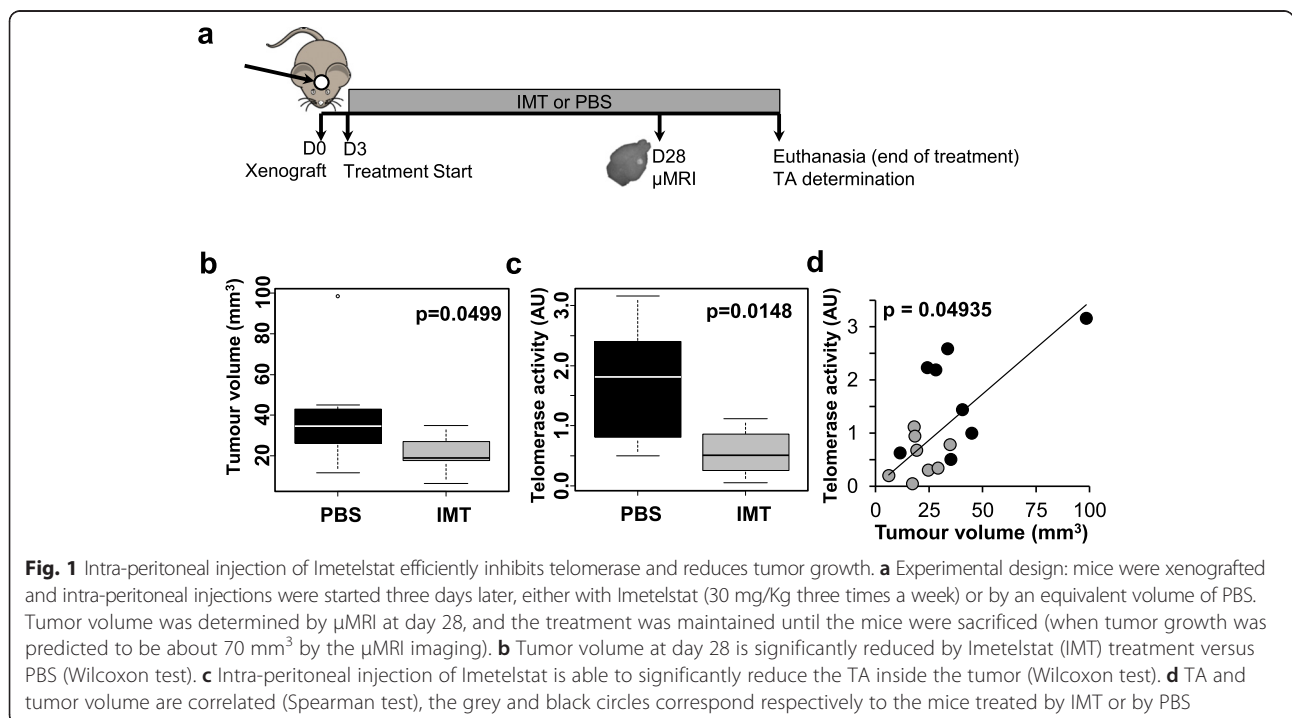 a
IMT or PBS
D0 D3 D28 Euthanasia (end of treatment)
Xenograft Treatment Start µMRI TA determination
b c d
Tumour volume (mm³)
100
80
60
40
20
p=0.0499
PBS IMT
Telomerase activity (AU)
3.0
2.0
1.0
0.0
p=0.0148
PBS IMT
Telomerase activity (AU)
3
2
1
0
p = 0.04935
0 25 50 75 100
Tumour volume (mm³)
Fig. 1 Intra-peritoneal injection of Imetelstat efficiently inhibits telomerase and reduces tumor growth. a Experimental design: mice were xenografted
and intra-peritoneal injections were started three days later, either with Imetelstat (30 mg/Kg three times a week) or by an equivalent volume of PBS.
Tumor volume was determined by µMRI at day 28, and the treatment was maintained until the mice were sacrificed (when tumor growth was
predicted to be about 70 mm³ by the µMRI imaging). b Tumor volume at day 28 is significantly reduced by Imetelstat (IMT) treatment versus
PBS (Wilcoxon test). c Intra-peritoneal injection of Imetelstat is able to significantly reduce the TA inside the tumor (Wilcoxon test). d TA and
tumor volume are correlated (Spearman test), the grey and black circles correspond respectively to the mice treated by IMT or by PBS